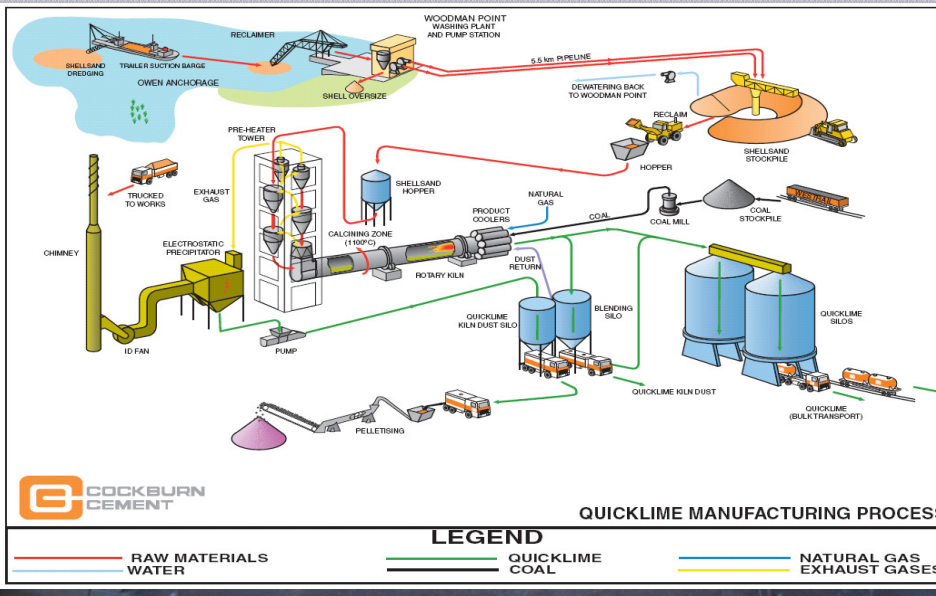 WOODMAN POINT
WASHING PLANT
AND PUMP STATION
RECLAIMER
5.5 km PIPELINE
SHELLSAND
DREDGING
TRAILER SUCTION BARGE
OWEN ANCHORAGE
SHELL OVERSIZE
DEWATERING BACK
TO WOODMAN POINT
RECLAIM
PRE-HEATER
TOWER
SHELLSAND
STOCKPILE
HOPPER
TRUCKED
TO WORKS
EXHAUST
GAS
SHELLSAND
HOPPER
NATURAL
GAS
WESTRAIL
PRODUCT
COOLERS
COAL
COAL MILL
COAL
STOCKPILE
CALCINING ZONE
(1100°C)
CHIMNEY
ELECTROSTATIC
PRECIPITATOR
ROTARY KILN
DUST
RETURN
QUICKLIME
KILN DUST SILO
BLENDING
SILO
QUICKLIME
SILOS
ID FAN
PUMP
QUICKLIME KILN DUST
QUICKLIME
(BULK TRANSPORT)
PELLETISING
COCKBURN
CEMENT
QUICKLIME MANUFACTURING PROCESS
LEGEND
RAW MATERIALS
QUICKLIME
NATURAL GAS
WATER
COAL
EXHAUST GASES